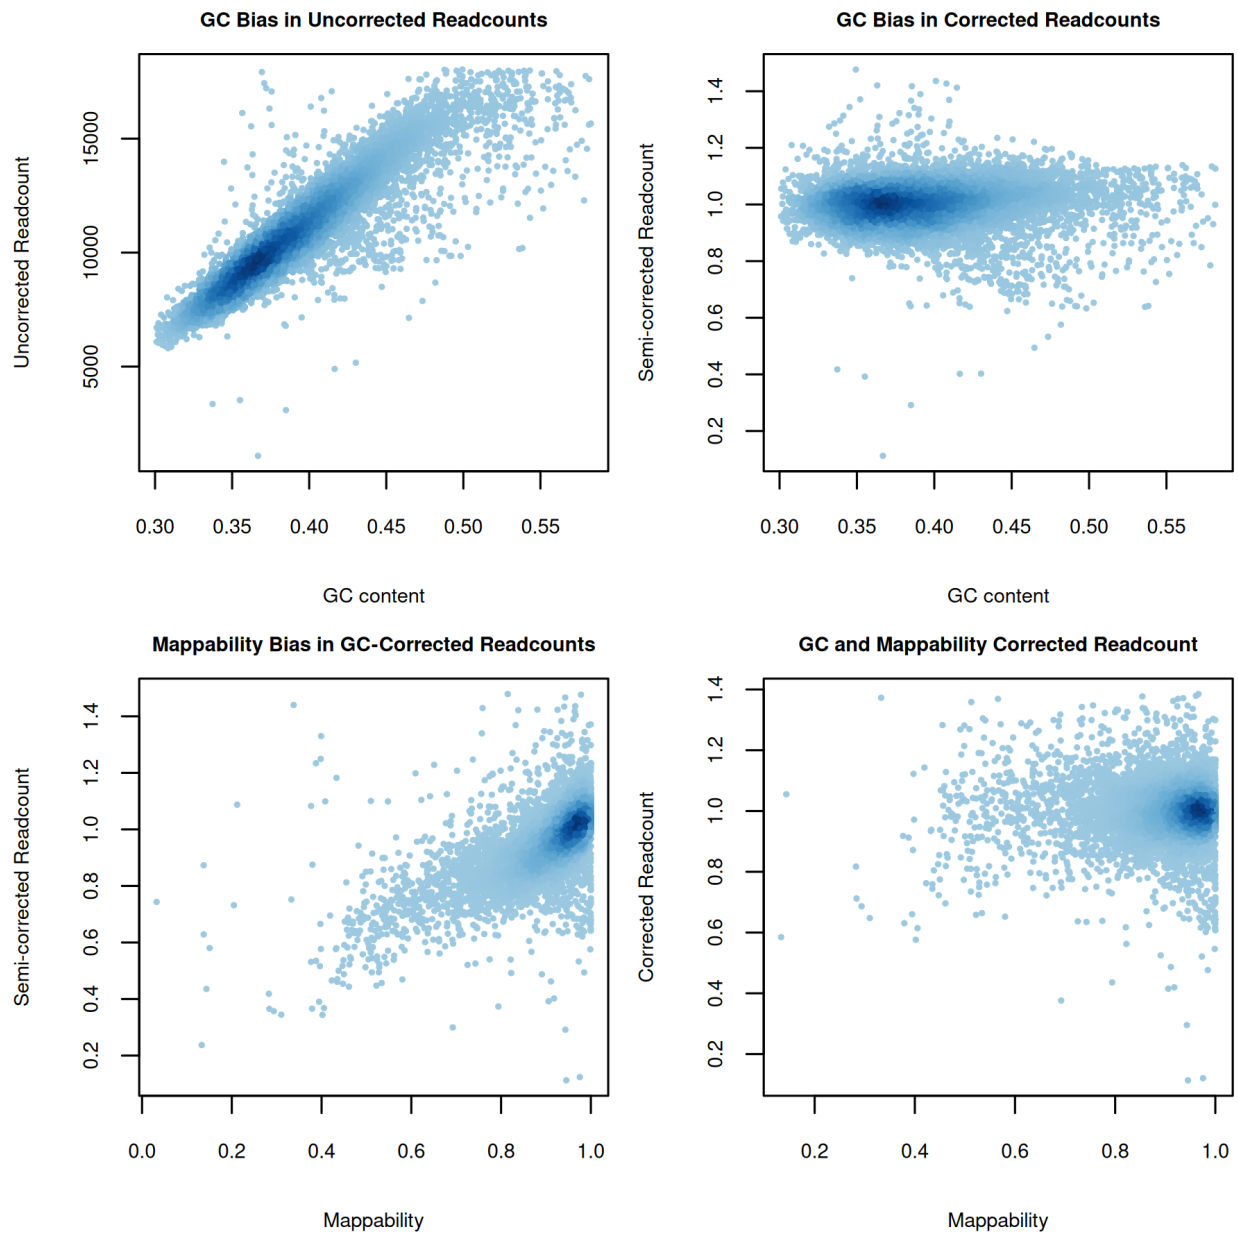 GC Bias in Uncorrected Readcounts
Uncorrected Readcount
15000
10000
5000
0.30 0.35 0.40 0.45 0.50 0.55
GC content
GC Bias in Corrected Readcounts
Semi-corrected Readcount
1.4
1.2
1.0
0.8
0.6
0.4
0.2
0.30 0.35 0.40 0.45 0.50 0.55
GC content
Mappability Bias in GC-Corrected Readcounts
Semi-corrected Readcount
1.4
1.2
1.0
0.8
0.6
0.4
0.2
0.0 0.2 0.4 0.6 0.8 1.0
Mappability
GC and Mappability Corrected Readcount
Corrected Readcount
1.4
1.2
1.0
0.8
0.6
0.4
0.2
0.2 0.4 0.6 0.8 1.0
Mappability